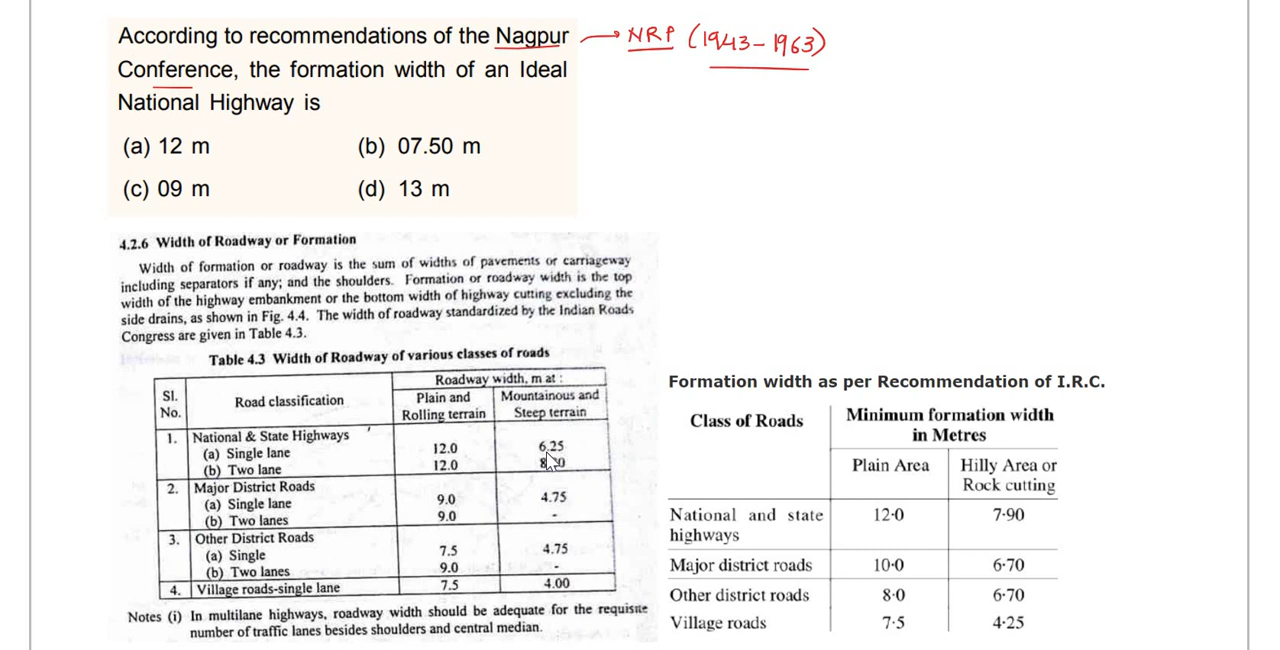 According to recommendations of the Nagpur → NRP (1943-1963)
Conference, the formation width of an Ideal
National Highway is
(a) 12 m (b) 07.50 m
(c) 09 m (d) 13 m
4.2.6 Width of Roadway or Formation
Width of formation or roadway is the sum of widths of pavements or carriageway
including separators if any; and the shoulders. Formation or roadway width is the top
width of the highway embankment or the bottom width of highway cutting excluding the
side drains, as shown in Fig. 4.4. The width of roadway standardized by the Indian Roads
Congress are given in Table 4.3.
Table 4.3 Width of Roadway of various classes of roads
Sl. No. Road classification Roadway width, m at :
Plain and Rolling terrain Mountainous and Steep terrain
1. National & State Highways
(a) Single lane 12.0 6.25
(b) Two lane 12.0
2. Major District Roads
(a) Single lane 9.0 4.75
(b) Two lanes 9.0 -
3. Other District Roads
(a) Single 7.5 4.75
(b) Two lanes 9.0 -
4. Village roads-single lane 7.5 4.00
Notes (i) In multilane highways, roadway width should be adequate for the requisite
number of traffic lanes besides shoulders and central median.
Formation width as per Recommendation of I.R.C.
Class of Roads Minimum formation width
in Metres
Plain Area Hilly Area or
Rock cutting
National and state 12·0 7·90
highways
Major district roads 10·0 6·70
Other district roads 8·0 6·70
Village roads 7·5 4·25